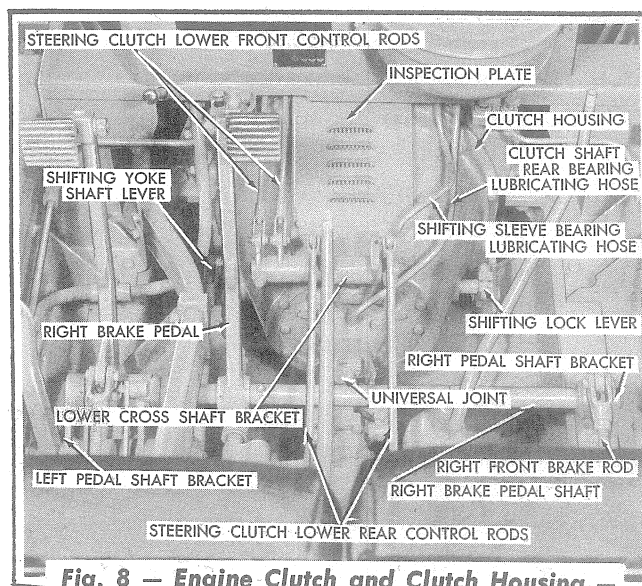 STEERING CLUTCH LOWER FRONT CONTROL RODS
INSPECTION PLATE
CLUTCH HOUSING
CLUTCH SHAFT
REAR BEARING
LUBRICATING HOSE
SHIFTING YOKE
SHAFT LEVER
SHIFTING SLEEVE BEARING
LUBRICATING HOSE
SHIFTING LOCK LEVER
RIGHT BRAKE PEDAL
RIGHT PEDAL SHAFT BRACKET
UNIVERSAL JOINT
LOWER CROSS SHAFT BRACKET
RIGHT FRONT BRAKE ROD
LEFT PEDAL SHAFT BRACKET
RIGHT BRAKE PEDAL SHAFT
STEERING CLUTCH LOWER REAR CONTROL RODS
Fig. 8 — Engine Clutch and Clutch Housing —